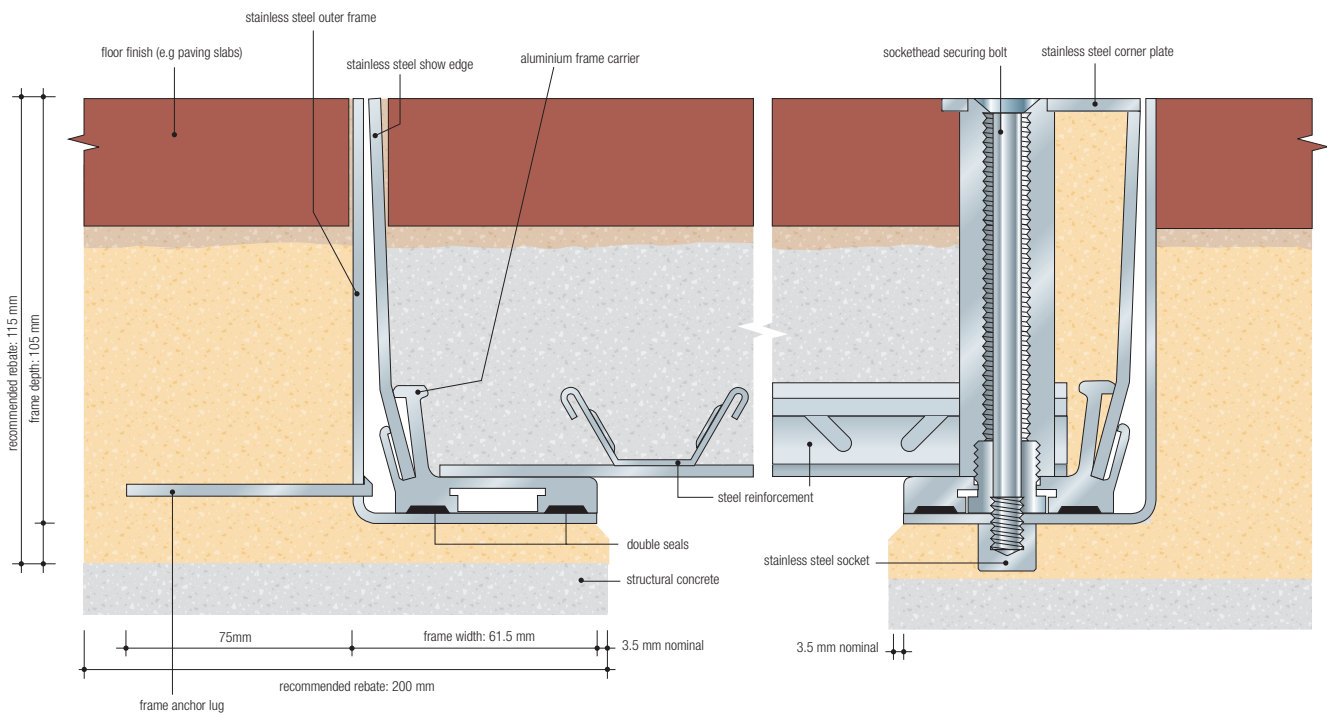 stainless steel outer frame
floor finish (e.g paving slabs)
stainless steel show edge
aluminium frame carrier
sockethead securing bolt
stainless steel corner plate
recommended rebate: 115 mm
frame depth: 105 mm
steel reinforcement
double seals
stainless steel socket
structural concrete
75mm
frame width: 61.5 mm
3.5 mm nominal
3.5 mm nominal
recommended rebate: 200 mm
frame anchor lug